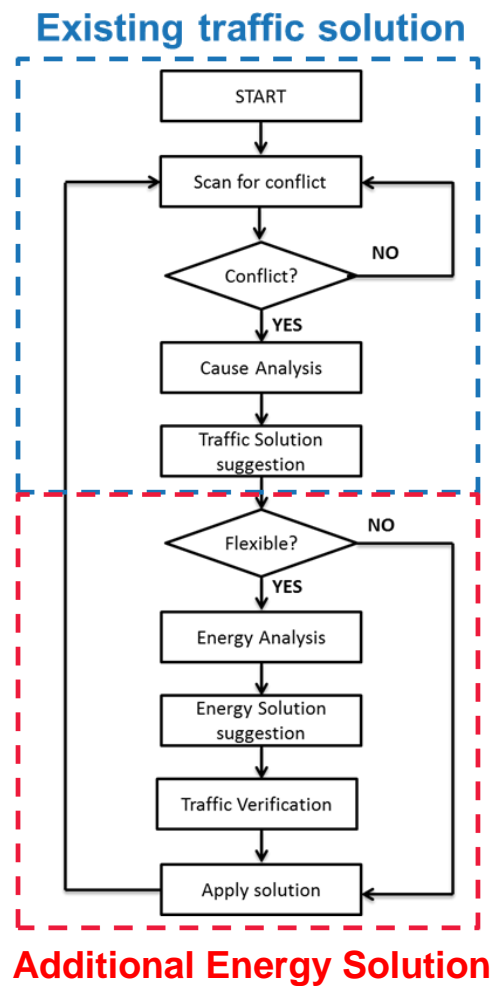 Existing traffic solution
START
Scan for conflict
NO
Conflict?
YES
Cause Analysis
Traffic Solution
suggestion
NO
Flexible?
YES
Energy Analysis
Energy Solution
suggestion
Traffic Verification
Apply solution
Additional Energy Solution